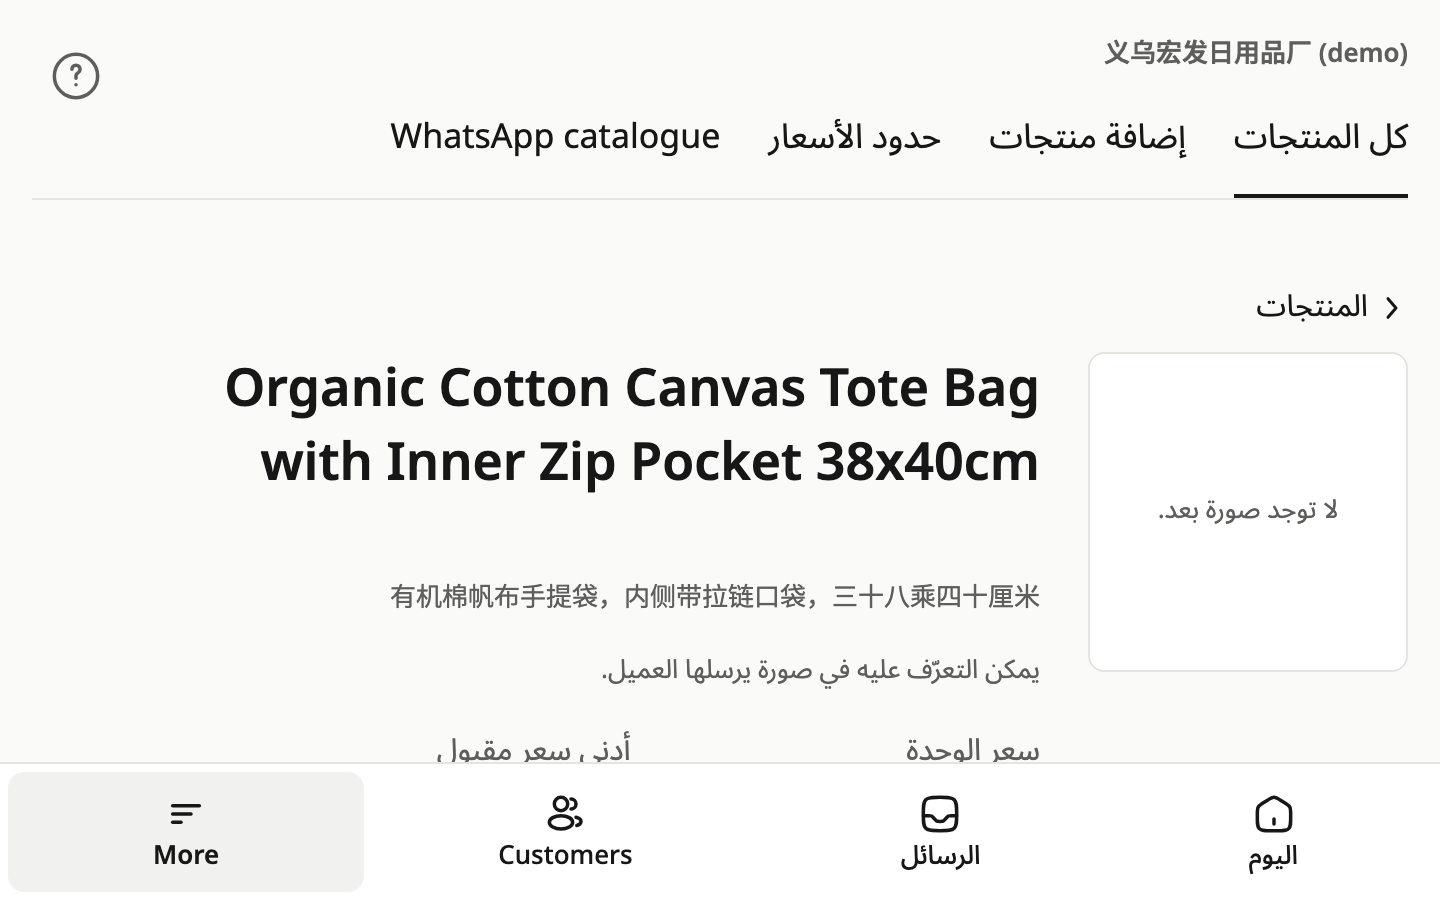 义乌宏发日用品厂 (demo)
كل المنتجات
إضافة منتجات
حدود الأسعار
WhatsApp catalogue
المنتجات
Organic Cotton Canvas Tote Bag
with Inner Zip Pocket 38x40cm
لا توجد صورة بعد.
有机棉帆布手提袋，内侧带拉链口袋，三十八乘四十厘米
يمكن التعرّف عليه في صورة يرسلها العميل.
سعر الوحدة
أدنى سعر مقبول
اليوم
الرسائل
Customers
More